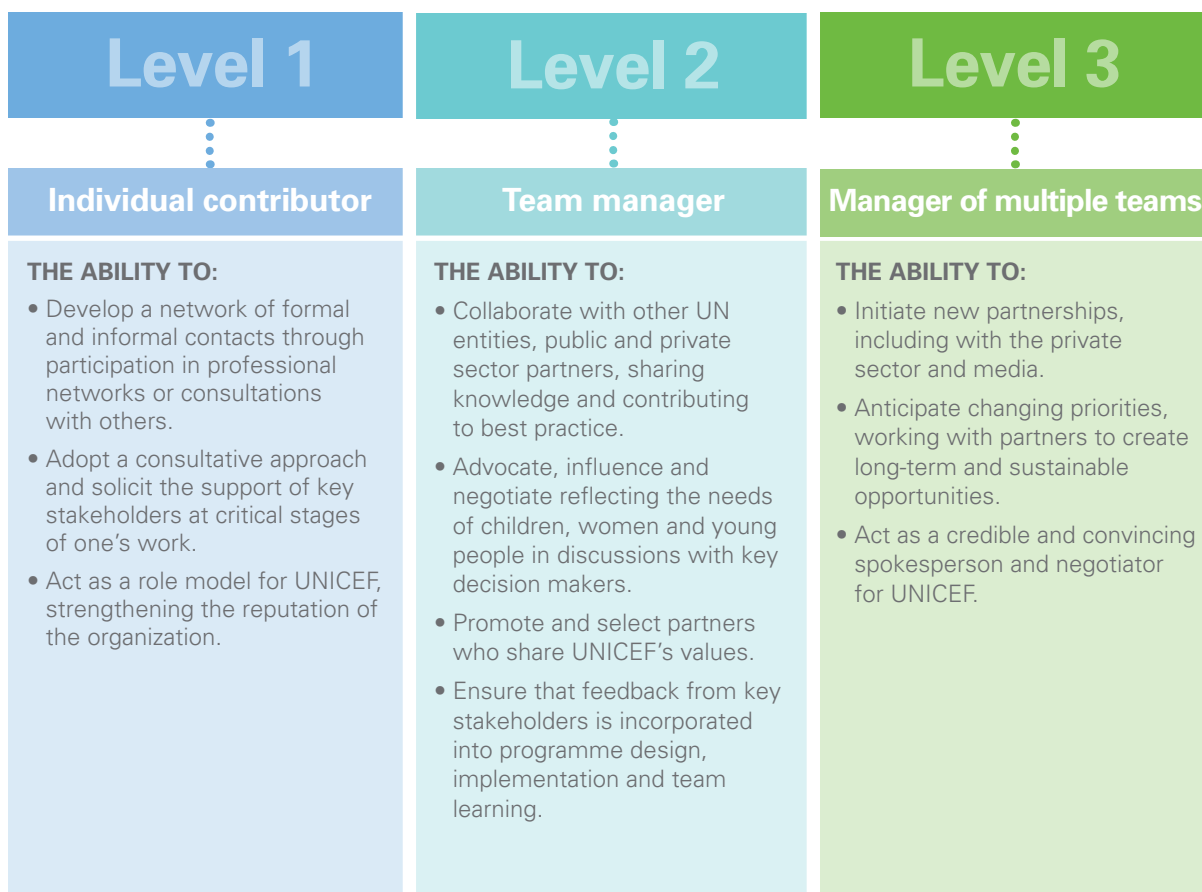 Level 1
Individual contributor
THE ABILITY TO:
• Develop a network of formal
and informal contacts through
participation in professional
networks or consultations
with others.
• Adopt a consultative approach
and solicit the support of key
stakeholders at critical stages
of one’s work.
• Act as a role model for UNICEF,
strengthening the reputation of
the organization.
Level 2
Team manager
THE ABILITY TO:
• Collaborate with other UN
entities, public and private
sector partners, sharing
knowledge and contributing
to best practice.
• Advocate, influence and
negotiate reflecting the needs
of children, women and young
people in discussions with key
decision makers.
• Promote and select partners
who share UNICEF’s values.
• Ensure that feedback from key
stakeholders is incorporated
into programme design,
implementation and team
learning.
Level 3
Manager of multiple teams
THE ABILITY TO:
• Initiate new partnerships,
including with the private
sector and media.
• Anticipate changing priorities,
working with partners to create
long-term and sustainable
opportunities.
• Act as a credible and convincing
spokesperson and negotiator
for UNICEF.